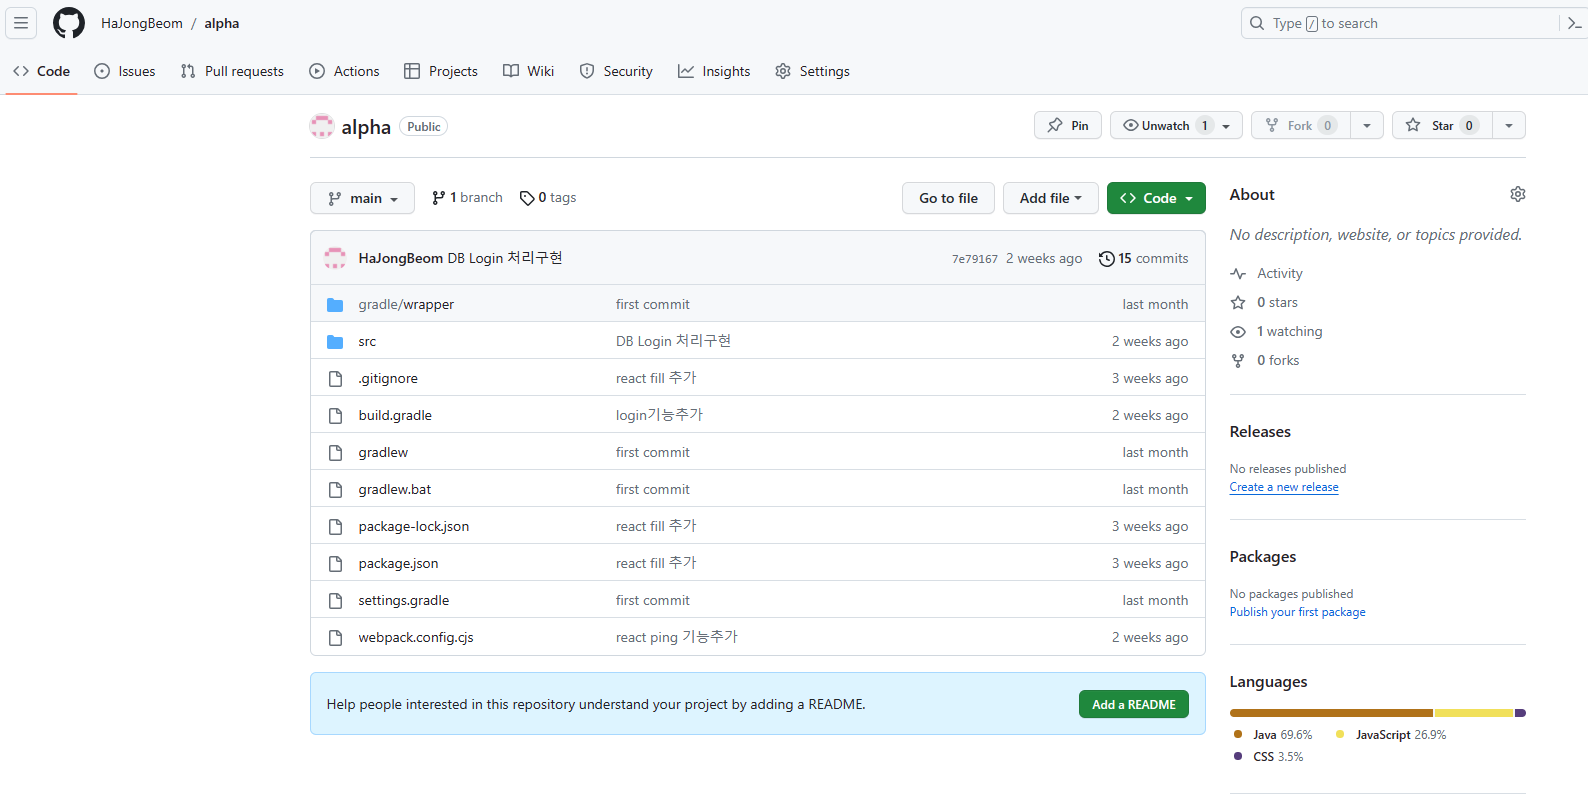 HaJongBeom / alpha
Type / to search
Code Issues Pull requests Actions Projects Wiki Security Insights Settings
alpha Public
Pin Unwatch 1 Fork 0 Star 0
main 1 branch 0 tags Go to file Add file Code
HaJongBeom DB Login 처리구현 7e79167 2 weeks ago 15 commits
gradle/wrapper first commit last month
src DB Login 처리구현 2 weeks ago
.gitignore react fill 추가 3 weeks ago
build.gradle login기능추가 2 weeks ago
gradlew first commit last month
gradlew.bat first commit last month
package-lock.json react fill 추가 3 weeks ago
package.json react fill 추가 3 weeks ago
settings.gradle first commit last month
webpack.config.cjs react ping 기능추가 2 weeks ago
Help people interested in this repository understand your project by adding a README. Add a README
About
No description, website, or topics provided.
Activity
0 stars
1 watching
0 forks
Releases
No releases published
Create a new release
Packages
No packages published
Publish your first package
Languages
Java 69.6% JavaScript 26.9%
CSS 3.5%